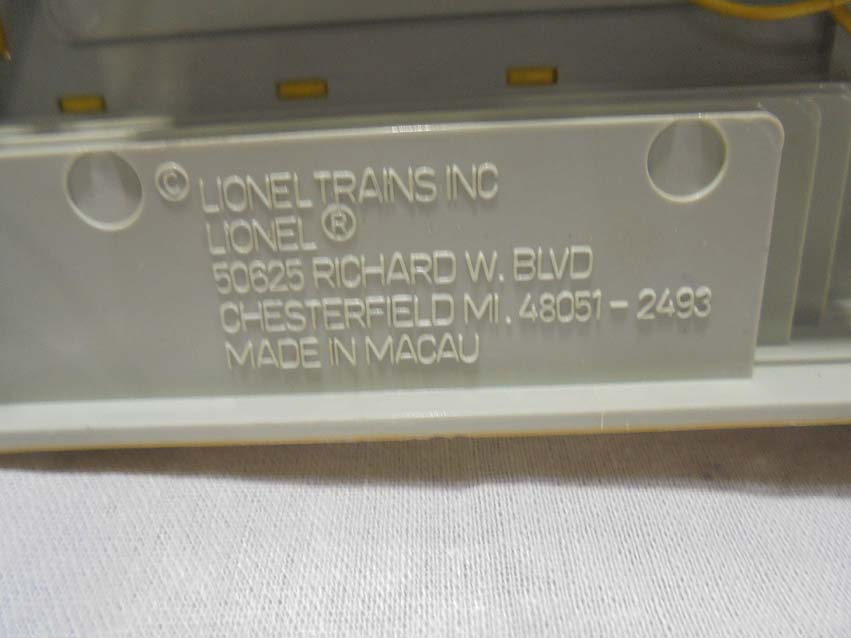 © LIONEL TRAINS INC
LIONEL ®
50625 RICHARD W. BLVD
CHESTERFIELD MI. 48051-2493
MADE IN MACAU